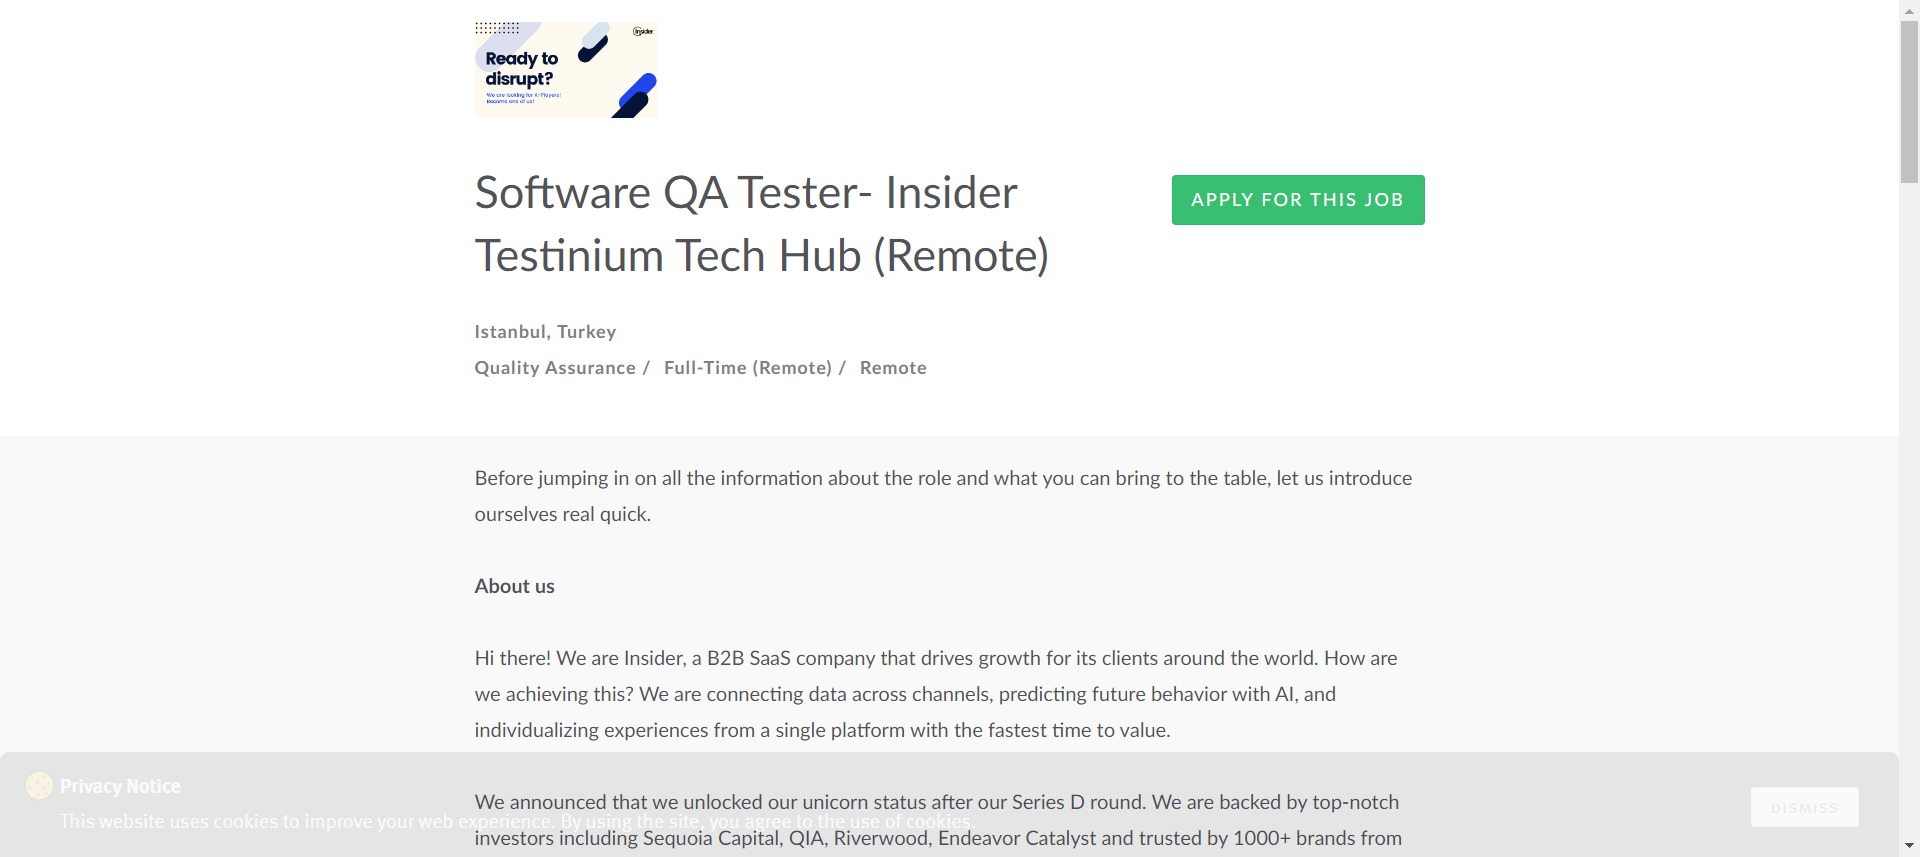 Insider
Ready to
disrupt?
We are looking for A-Players!
Become one of us!
Software QA Tester- Insider
Testinium Tech Hub (Remote)
APPLY FOR THIS JOB
Istanbul, Turkey
Quality Assurance / Full-Time (Remote) / Remote
Before jumping in on all the information about the role and what you can bring to the table, let us introduce
ourselves real quick.
About us
Hi there! We are Insider, a B2B SaaS company that drives growth for its clients around the world. How are
we achieving this? We are connecting data across channels, predicting future behavior with AI, and
individualizing experiences from a single platform with the fastest time to value.
Privacy Notice
We announced that we unlocked our unicorn status after our Series D round. We are backed by top-notch
DISMISS
This website uses cookies to improve your web experience. By using the site, you agree to the use of cookies.
investors including Sequoia Capital, QIA, Riverwood, Endeavor Catalyst and trusted by 1000+ brands from